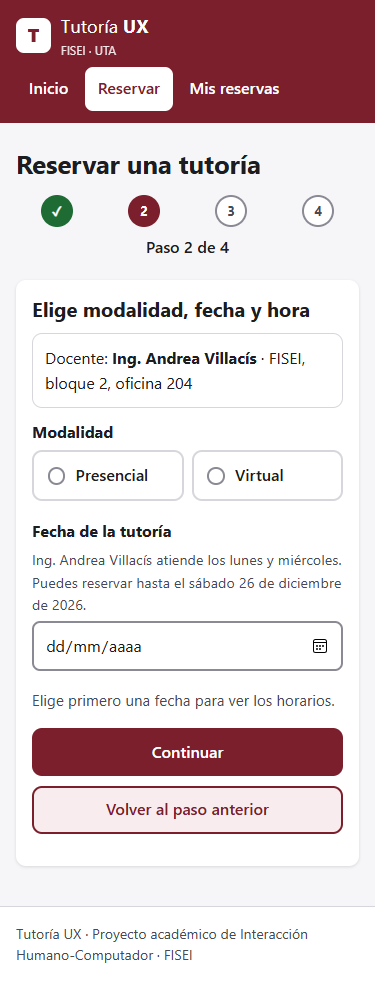 T
Tutoría UX
FISEI · UTA
Inicio Reservar Mis reservas
Reservar una tutoría
✓ 2 3 4
Paso 2 de 4
Elige modalidad, fecha y hora
Docente: Ing. Andrea Villacís · FISEI,
bloque 2, oficina 204
Modalidad
Presencial Virtual
Fecha de la tutoría
Ing. Andrea Villacís atiende los lunes y miércoles.
Puedes reservar hasta el sábado 26 de diciembre
de 2026.
dd/mm/aaaa
Elige primero una fecha para ver los horarios.
Continuar
Volver al paso anterior
Tutoría UX · Proyecto académico de Interacción
Humano-Computador · FISEI